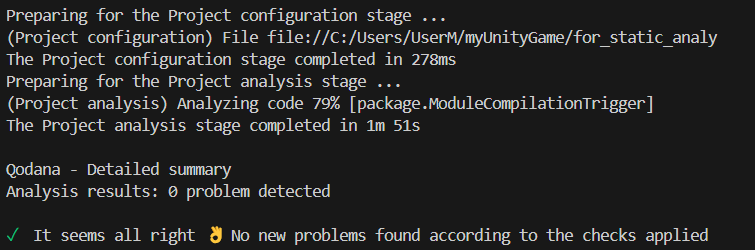 Preparing for the Project configuration stage ...
(Project configuration) File file://C:/Users/UserM/myUnityGame/for_static_analy
The Project configuration stage completed in 278ms
Preparing for the Project analysis stage ...
(Project analysis) Analyzing code 79% [package.ModuleCompilationTrigger]
The Project analysis stage completed in 1m 51s
Qodana - Detailed summary
Analysis results: 0 problem detected
✓ It seems all right 👌 No new problems found according to the checks applied